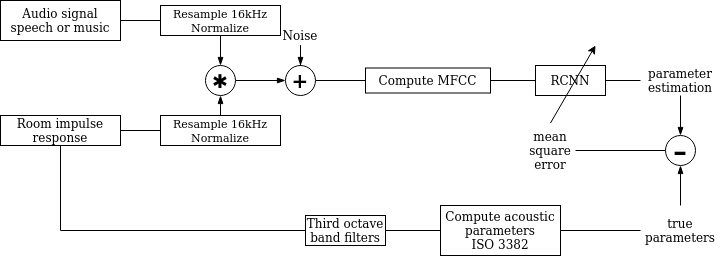 Audio signal
speech or music
Resample 16kHz
Normalize
Noise
*
+
Compute MFCC
RCNN
parameter
estimation
Room impulse
response
Resample 16kHz
Normalize
mean
square
error
-
Third octave
band filters
Compute acoustic
parameters
ISO 3382
true
parameters